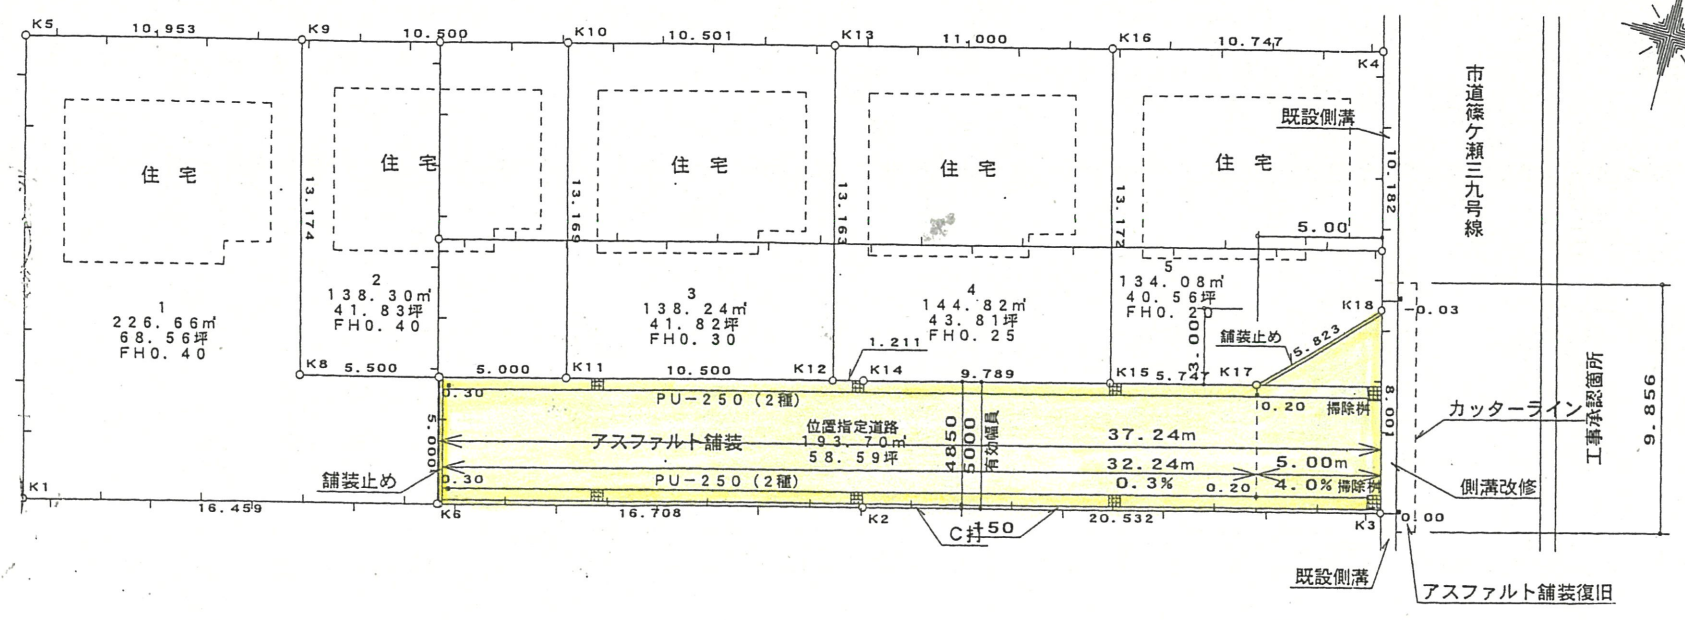 K5
10.953
K9
10.500
K10
10.501
K13
11.000
K16
10.747
K4
市道篠ケ瀬三九号線
既設側溝
10.182
住宅
住宅
住宅
住宅
住宅
13.174
13.169
13.163
13.172
5.00
1
226.66㎡
68.56坪
FH0.40
2
138.30㎡
41.83坪
FH0.40
3
138.24㎡
41.82坪
FH0.30
4
144.82㎡
43.81坪
FH0.25
5
134.08㎡
40.56坪
FH0.20
3.00
K18
-0.03
舗装止め
5.823
1.211
K8
5.500
5.000
K11
10.500
K12
K14
9.789
K15
5.747
K17
0.30
PU-250(2種)
0.20
掃除桝
8.001
5.000
アスファルト舗装
位置指定道路
193.70㎡
58.59坪
4850
5000
有効幅員
37.24m
32.24m
5.00m
0.3%
0.20
4.0%
掃除桝
0.30
PU-250(2種)
舗装止め
カッターライン
工事承認箇所
9.856
側溝改修
K1
16.459
K6
16.708
K2
20.532
K3
0.00
C打
150
既設側溝
アスファルト舗装復旧